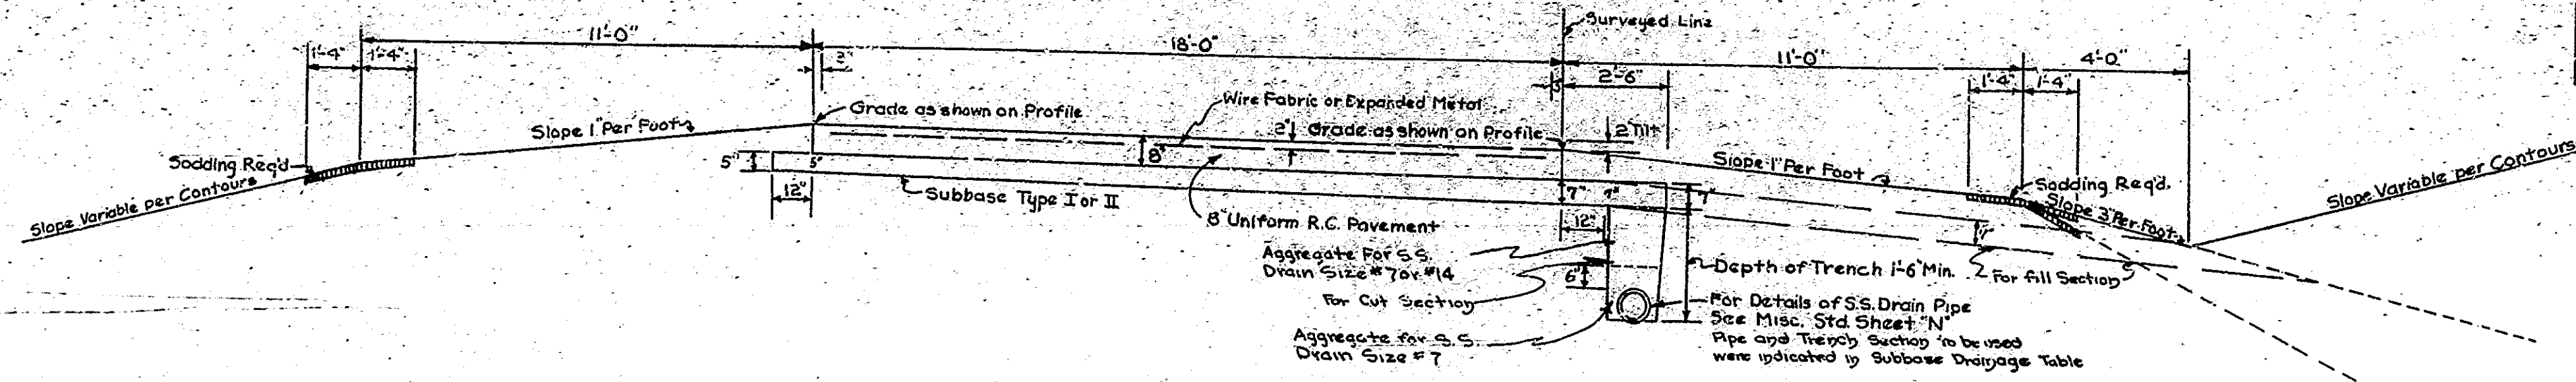 Surveyed Line
11'-0"
18'-0"
11'-0"
4'-0"
1'-4"
1'-4"
2"
3"
2'-6"
1'-4"
1'-4"
Grade as shown on Profile
Wire Fabric or Expanded Metal
Slope 1" Per Foot
2"
Grade as shown on Profile
2" Tilt
Sodding Req'd
5"
5"
8"
Slope 1" Per Foot
Sodding Req'd.
Slope Variable per Contours
12"
Subbase Type I or II
7"
7"
7"
Slope 3" Per Foot
Slope Variable per Contours
8" Uniform R.C. Pavement
12"
Aggregate For S.S.
Drain Size #7 or #14
6"
Depth of Trench 1'-6" Min.
For fill Section
For Cut Section
For Details of S.S. Drain Pipe
See Misc. Std. Sheet "N"
Pipe and Trench Section to be used
were indicated in Subbase Drainage Table
Aggregate for S.S.
Drain Size #7